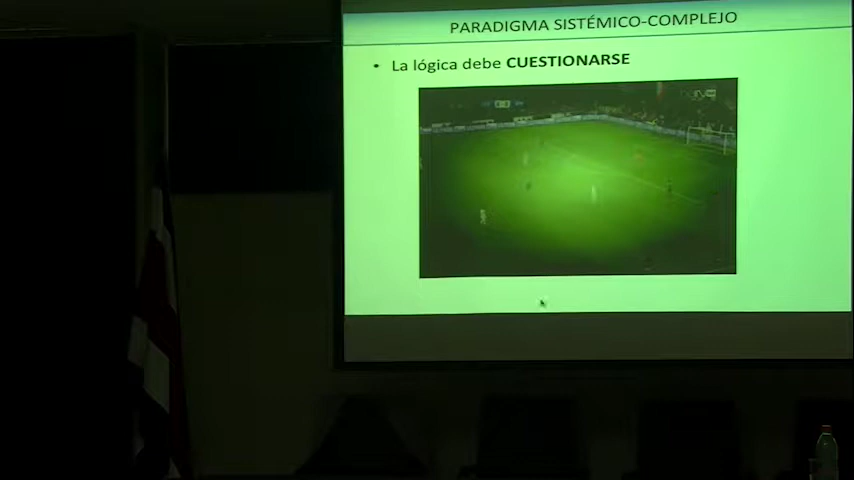 PARADIGMA SISTÉMICO-COMPLEJO
• La lógica debe CUESTIONARSE